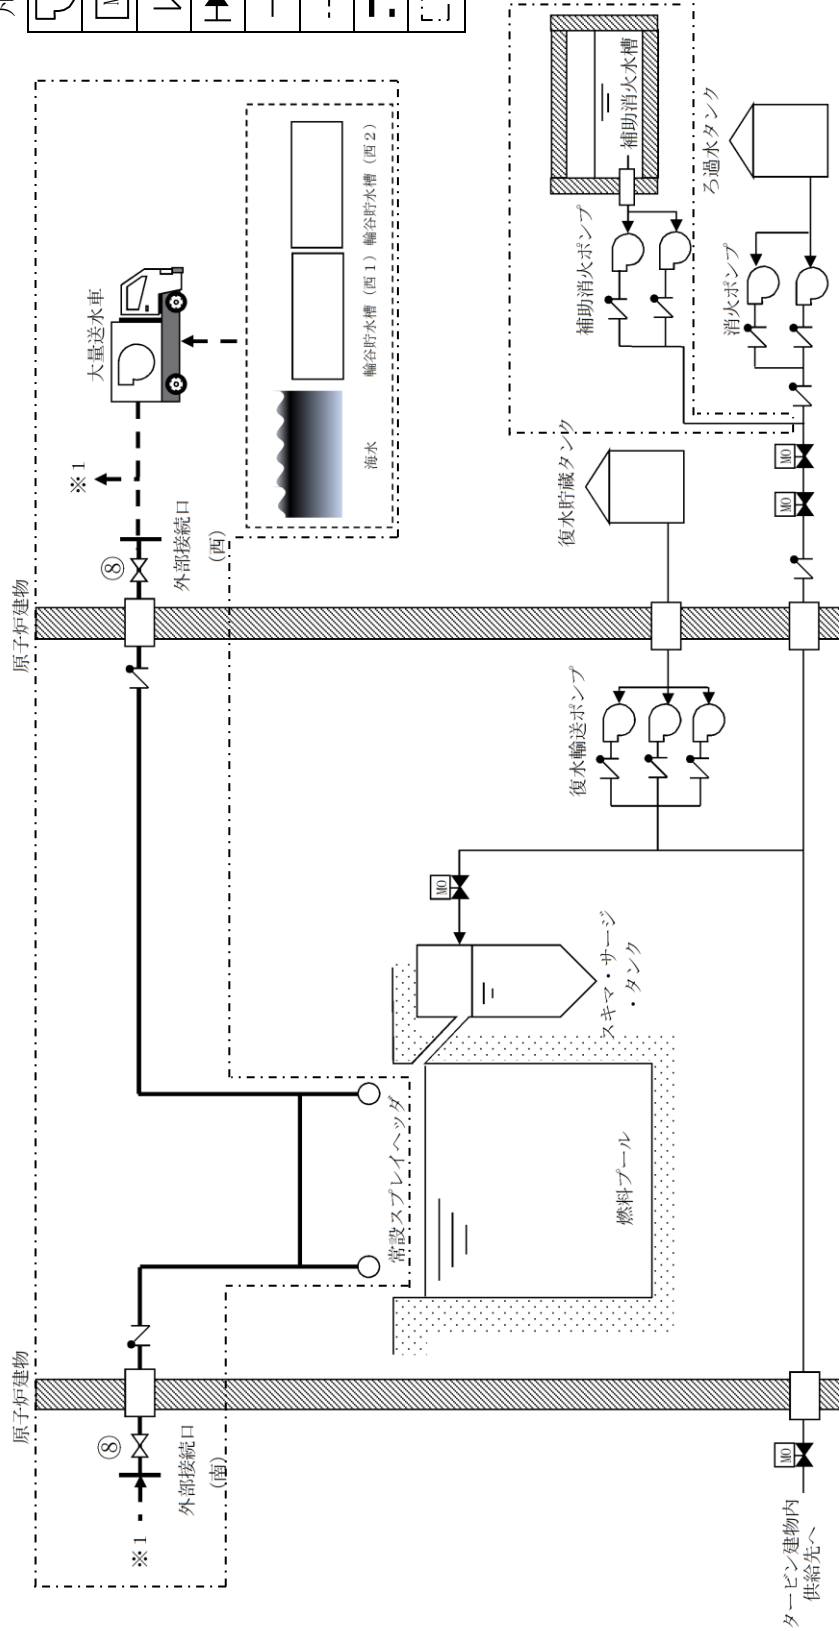 原子炉建物
原子炉建物
※1
⑧
外部接続口
(南)
常設スプレイヘッダ
燃料プール
スキマ・サージ
・タンク
MO
復水輸送ポンプ
⑧
外部接続口
(西)
※1
大量送水車
海水
輪谷貯水槽(西1)
輪谷貯水槽(西2)
復水貯蔵タンク
補助消火ポンプ
補助消火水槽
消火ポンプ
ろ過水タンク
MO
MO
MO
タービン建物内
供給先へ